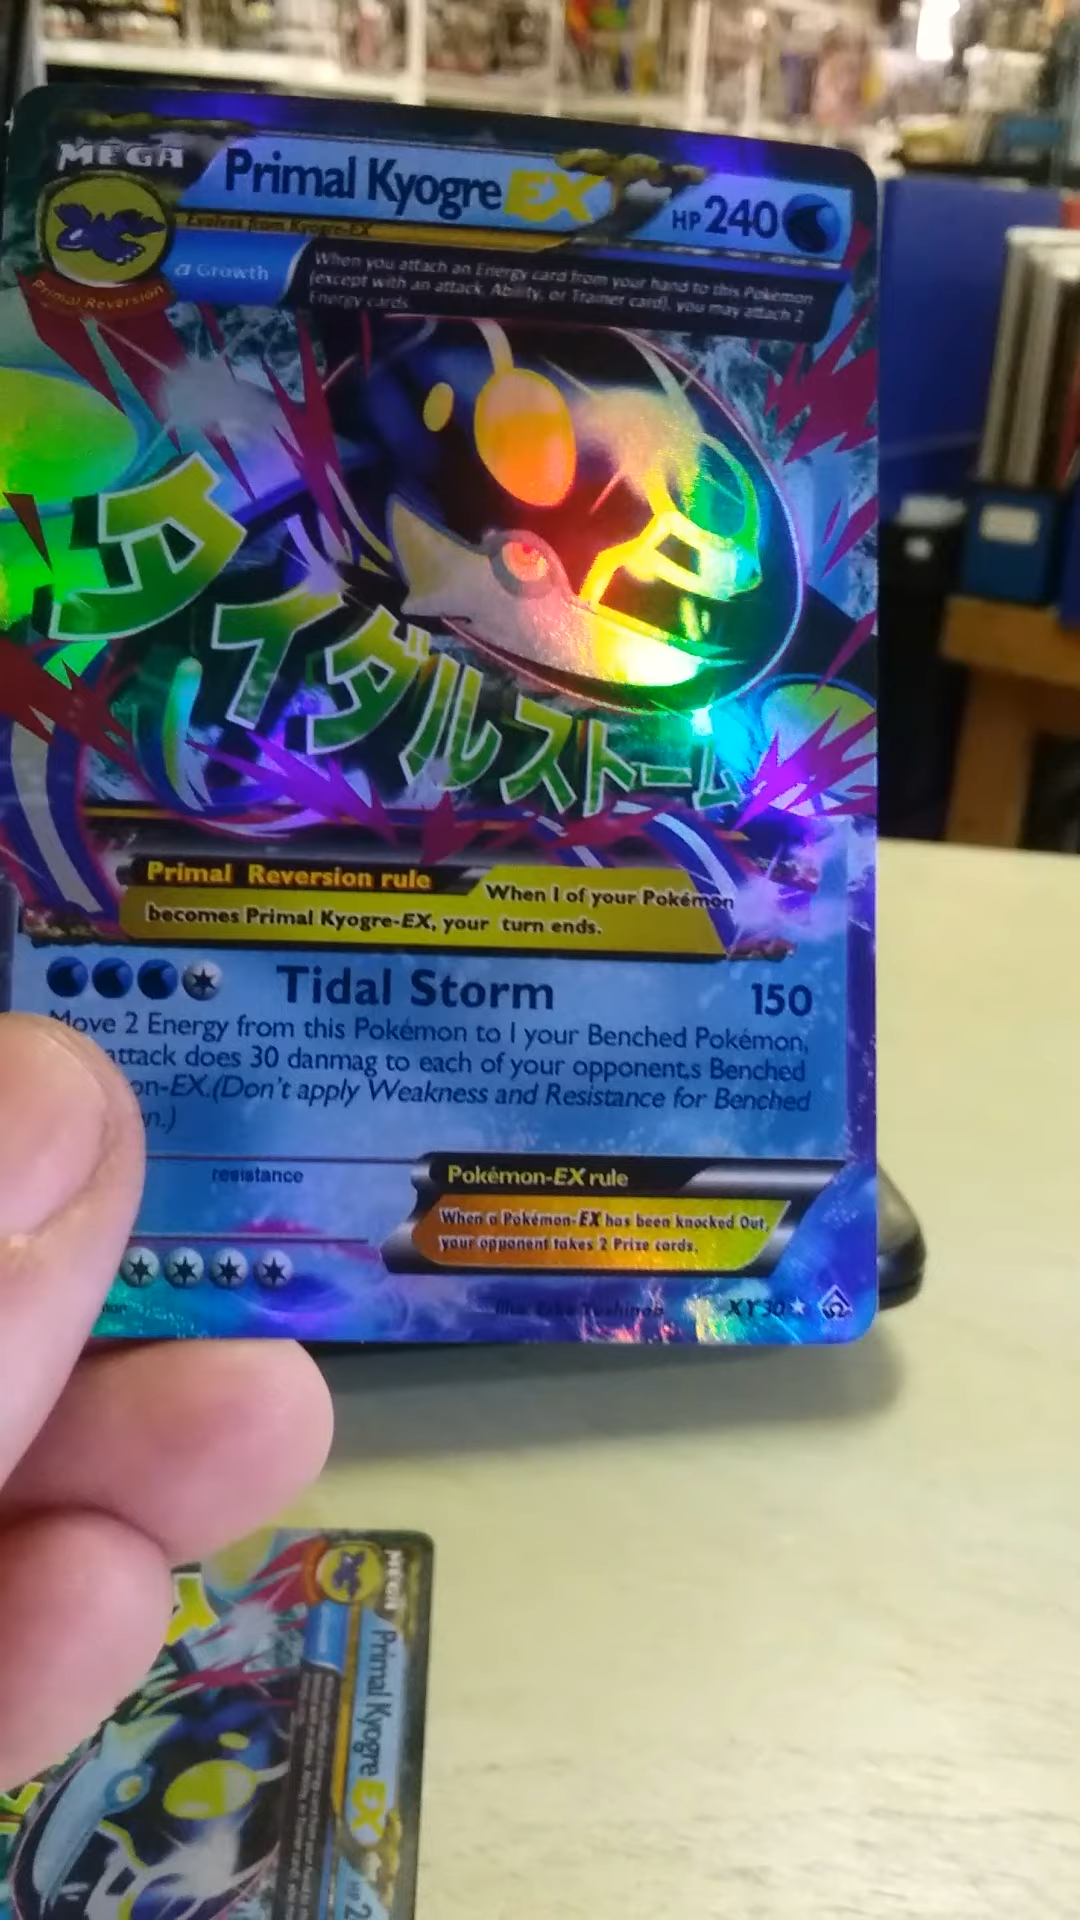 MEGA
Primal Kyogre EX
HP 240
Evolves from Kyogre-EX
α Growth
When you attach an Energy card from your hand to this Pokémon
(except with an attack, Ability, or Trainer card), you may attach 2
Energy cards
Primal Reversion
タイダルストーム
Primal Reversion rule
When 1 of your Pokémon
becomes Primal Kyogre-EX, your turn ends.
Tidal Storm 150
Move 2 Energy from this Pokémon to 1 your Benched Pokémon,
attack does 30 danmag to each of your opponent,s Benched
on-EX.(Don't apply Weakness and Resistance for Benched
n.)
resistance
Pokémon-EX rule
When a Pokémon-EX has been knocked Out,
your opponent takes 2 Prize cards.
XY30
MEGA
Primal Kyogre EX
HP 2